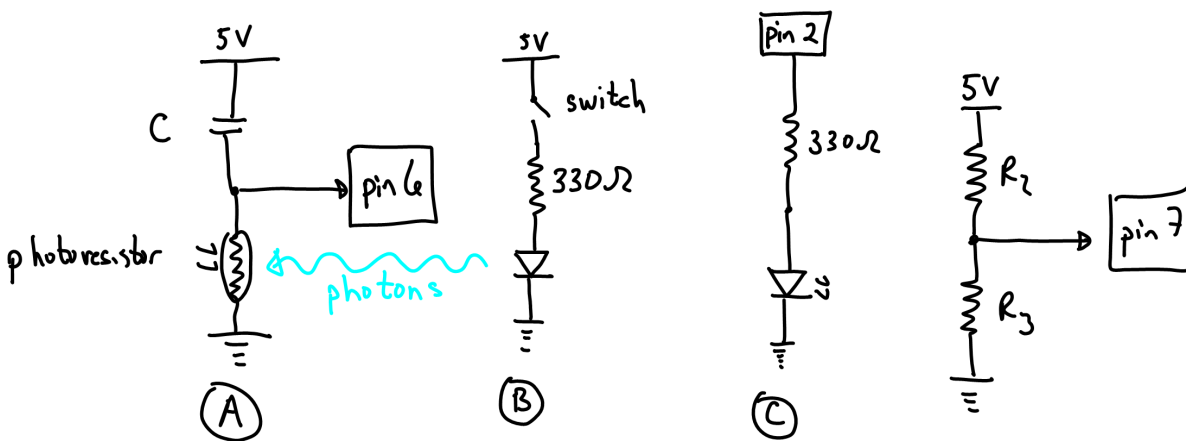 5V
C
pin 6
photoresistor
A
5V
switch
330Ω
photons
B
pin 2
330Ω
C
5V
R2
R3
pin 7